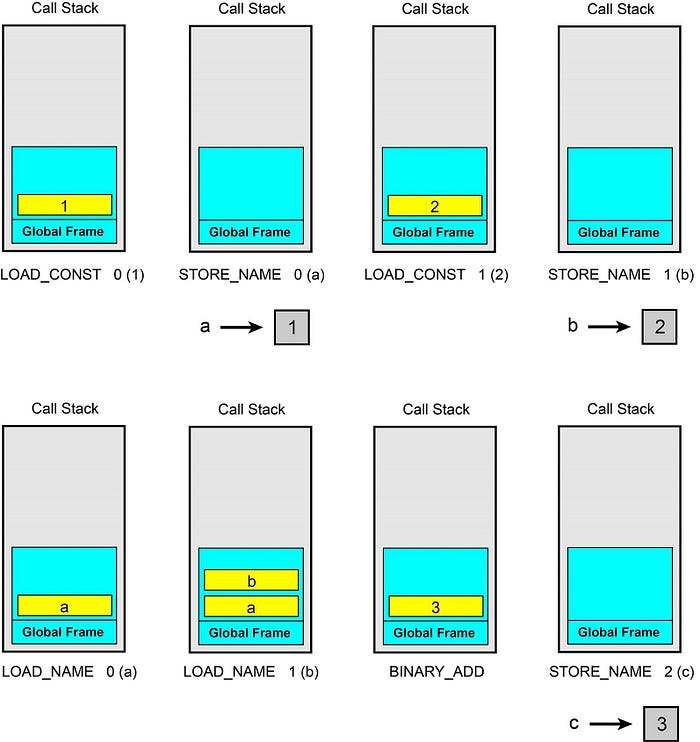 Call Stack Call Stack Call Stack Call Stack
1 2
Global Frame Global Frame Global Frame Global Frame
LOAD_CONST 0 (1) STORE_NAME 0 (a) LOAD_CONST 1 (2) STORE_NAME 1 (b)
a 1 b 2
Call Stack Call Stack Call Stack Call Stack
b
a a 3
Global Frame Global Frame Global Frame Global Frame
LOAD_NAME 0 (a) LOAD_NAME 1 (b) BINARY_ADD STORE_NAME 2 (c)
c 3